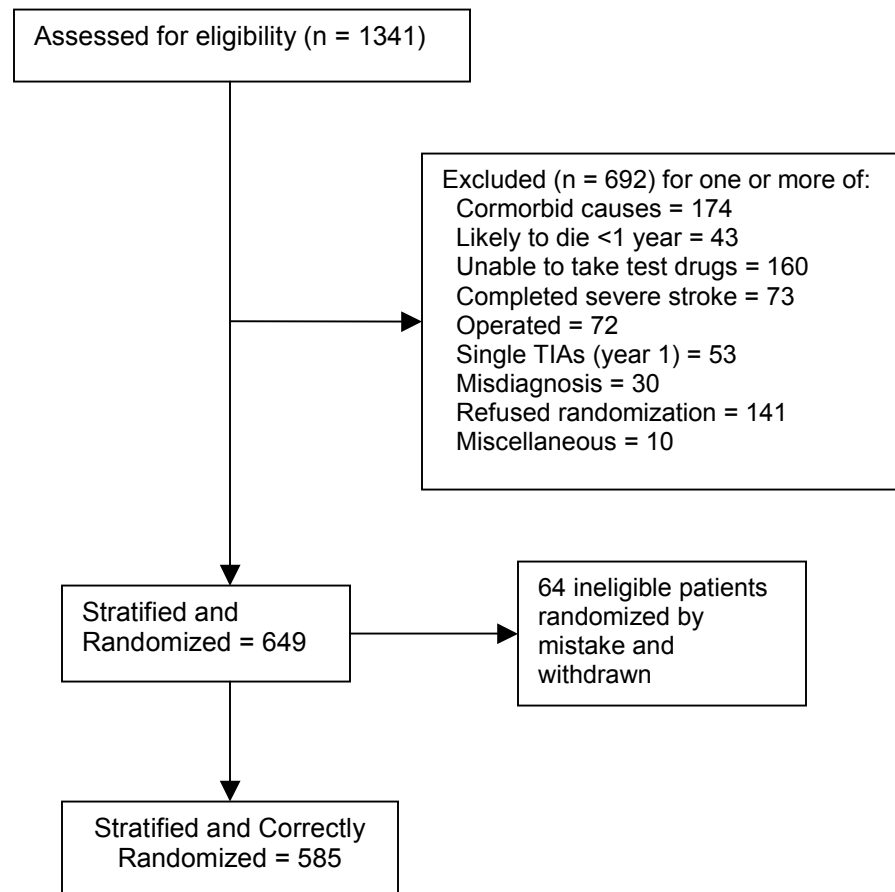 Assessed for eligibility (n = 1341)
Excluded (n = 692) for one or more of:
Cormorbid causes = 174
Likely to die <1 year = 43
Unable to take test drugs = 160
Completed severe stroke = 73
Operated = 72
Single TIAs (year 1) = 53
Misdiagnosis = 30
Refused randomization = 141
Miscellaneous = 10
Stratified and
Randomized = 649
64 ineligible patients
randomized by
mistake and
withdrawn
Stratified and Correctly
Randomized = 585